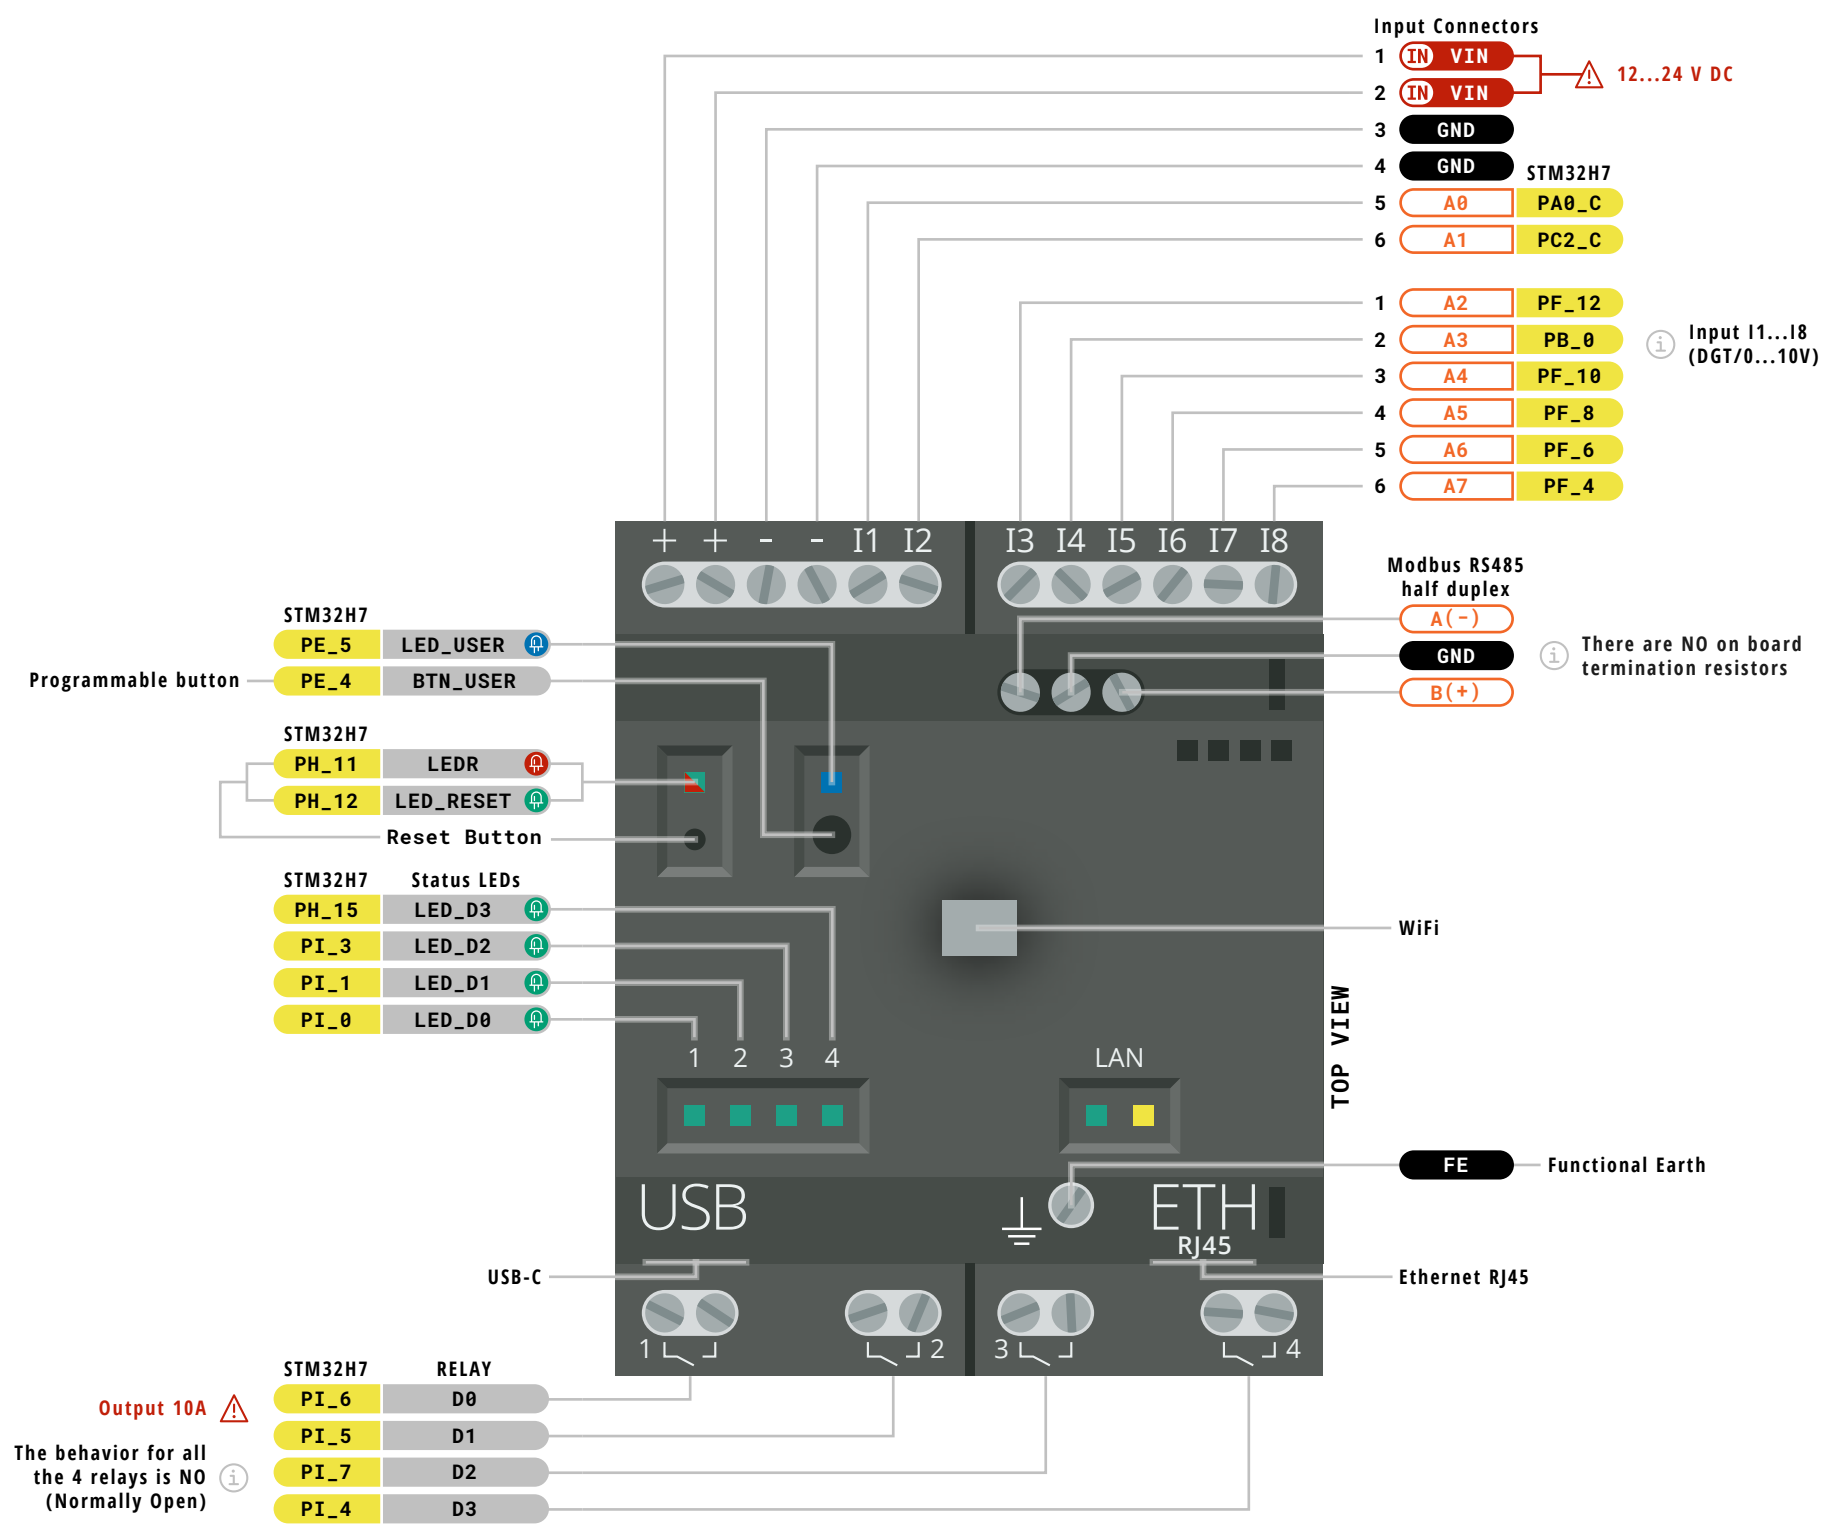 Input Connectors
1 IN VIN
2 IN VIN
12...24 V DC
3 GND
4 GND
STM32H7
5 A0 PA0_C
6 A1 PC2_C
1 A2 PF_12
2 A3 PB_0
3 A4 PF_10
4 A5 PF_8
5 A6 PF_6
6 A7 PF_4
Input I1...I8
(DGT/0...10V)
+ + - - I1 I2 I3 I4 I5 I6 I7 I8
Modbus RS485
half duplex
A(-)
GND
B(+)
There are NO on board
termination resistors
STM32H7
PE_5 LED_USER
Programmable button PE_4 BTN_USER
STM32H7
PH_11 LEDR
PH_12 LED_RESET
Reset Button
STM32H7 Status LEDs
PH_15 LED_D3
PI_3 LED_D2
PI_1 LED_D1
PI_0 LED_D0
WiFi
TOP VIEW
1 2 3 4
LAN
FE Functional Earth
USB
ETH
RJ45
USB-C
Ethernet RJ45
1 2 3 4
STM32H7 RELAY
PI_6 D0
PI_5 D1
PI_7 D2
PI_4 D3
Output 10A
The behavior for all
the 4 relays is NO
(Normally Open)